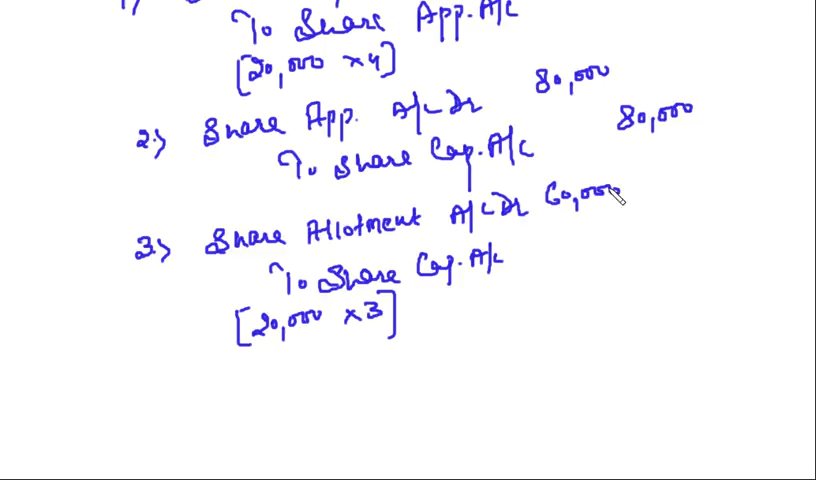 To Share App. A/C
[20,000 x4]
2.) Share App. A/C Dr 80,000
To Share Cap. A/C 80,000
3.) Share Allotment A/C Dr 60,000
To Share Cap. A/C
[20,000 x3]